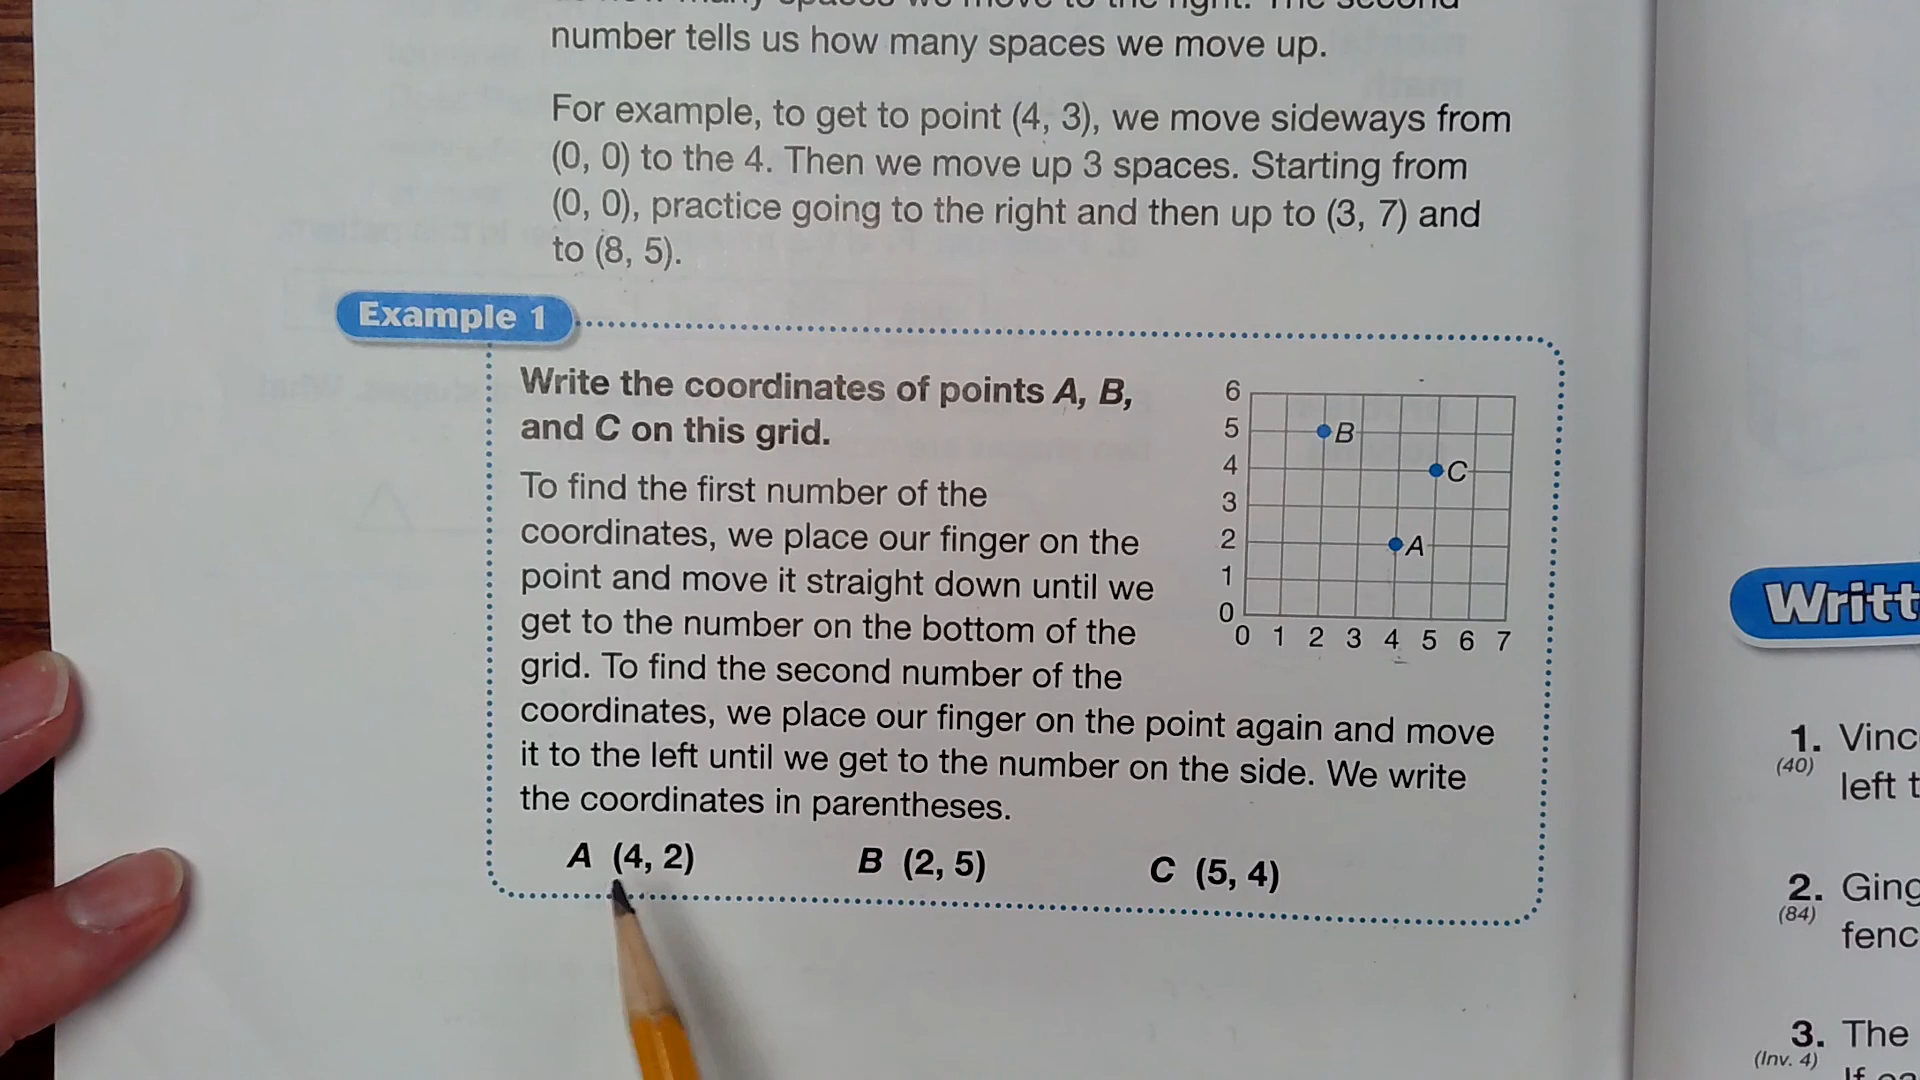 number tells us how many spaces we move up.
For example, to get to point (4, 3), we move sideways from
(0, 0) to the 4. Then we move up 3 spaces. Starting from
(0, 0), practice going to the right and then up to (3, 7) and
to (8, 5).
Example 1
Write the coordinates of points A, B,
and C on this grid.
To find the first number of the
coordinates, we place our finger on the
point and move it straight down until we
get to the number on the bottom of the
grid. To find the second number of the
coordinates, we place our finger on the point again and move
it to the left until we get to the number on the side. We write
the coordinates in parentheses.
A (4, 2) B (2, 5) C (5, 4)
6
5 B
4 C
3
2 A
1
0
0 1 2 3 4 5 6 7
Writt
1. Vinc
(40) left t
2. Ging
(84) fenc
3. The
(Inv. 4)